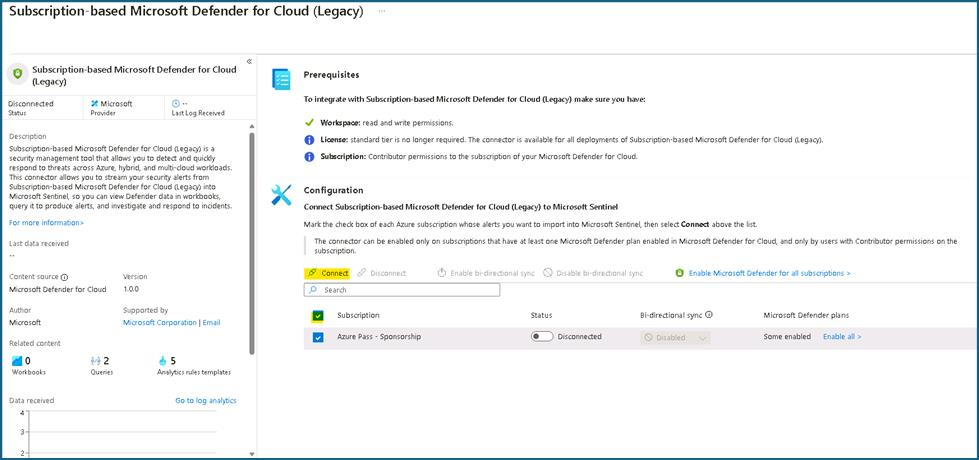 Subscription-based Microsoft Defender for Cloud (Legacy) ...
«
Subscription-based Microsoft Defender for Cloud
(Legacy)
Disconnected
Status
Microsoft
Provider
--
Last Log Received
Description
Subscription-based Microsoft Defender for Cloud (Legacy) is a
security management tool that allows you to detect and quickly
respond to threats across Azure, hybrid, and multi-cloud workloads.
This connector allows you to stream your security alerts from
Subscription-based Microsoft Defender for Cloud (Legacy) into
Microsoft Sentinel, so you can view Defender data in workbooks,
query it to produce alerts, and investigate and respond to incidents.
For more information>
Last data received
--
Content source
Microsoft Defender for Cloud
Version
1.0.0
Author
Microsoft
Supported by
Microsoft Corporation | Email
Related content
0
Workbooks
2
Queries
5
Analytics rules templates
Data received
Go to log analytics
4
3
2
Prerequisites
To integrate with Subscription-based Microsoft Defender for Cloud (Legacy) make sure you have:
Workspace: read and write permissions.
License: standard tier is no longer required. The connector is available for all deployments of Subscription-based Microsoft Defender for Cloud (Legacy).
Subscription: Contributor permissions to the subscription of your Microsoft Defender for Cloud.
Configuration
Connect Subscription-based Microsoft Defender for Cloud (Legacy) to Microsoft Sentinel
Mark the check box of each Azure subscription whose alerts you want to import into Microsoft Sentinel, then select Connect above the list.
The connector can be enabled only on subscriptions that have at least one Microsoft Defender plan enabled in Microsoft Defender for Cloud, and only by users with Contributor permissions on the
subscription.
Connect Disconnect Enable bi-directional sync Disable bi-directional sync Enable Microsoft Defender for all subscriptions >
Search
Subscription Status Bi-directional sync Microsoft Defender plans
Azure Pass - Sponsorship Disconnected Disabled Some enabled Enable all >